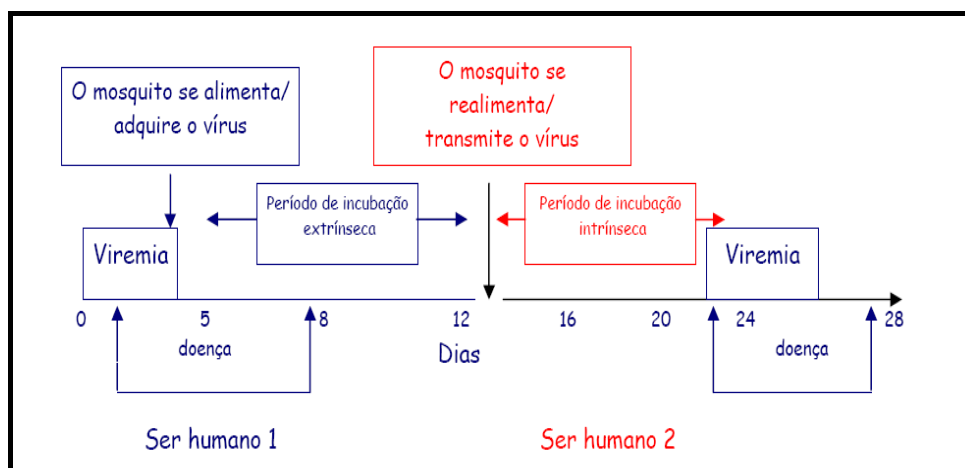 O mosquito se alimenta/
adquire o vírus
O mosquito se
realimenta/
transmite o vírus
Período de incubação
extrínseca
Período de incubação
intrínseca
Viremia
Viremia
0 5 8 12 16 20 24 28
doença
Dias
doença
Ser humano 1
Ser humano 2